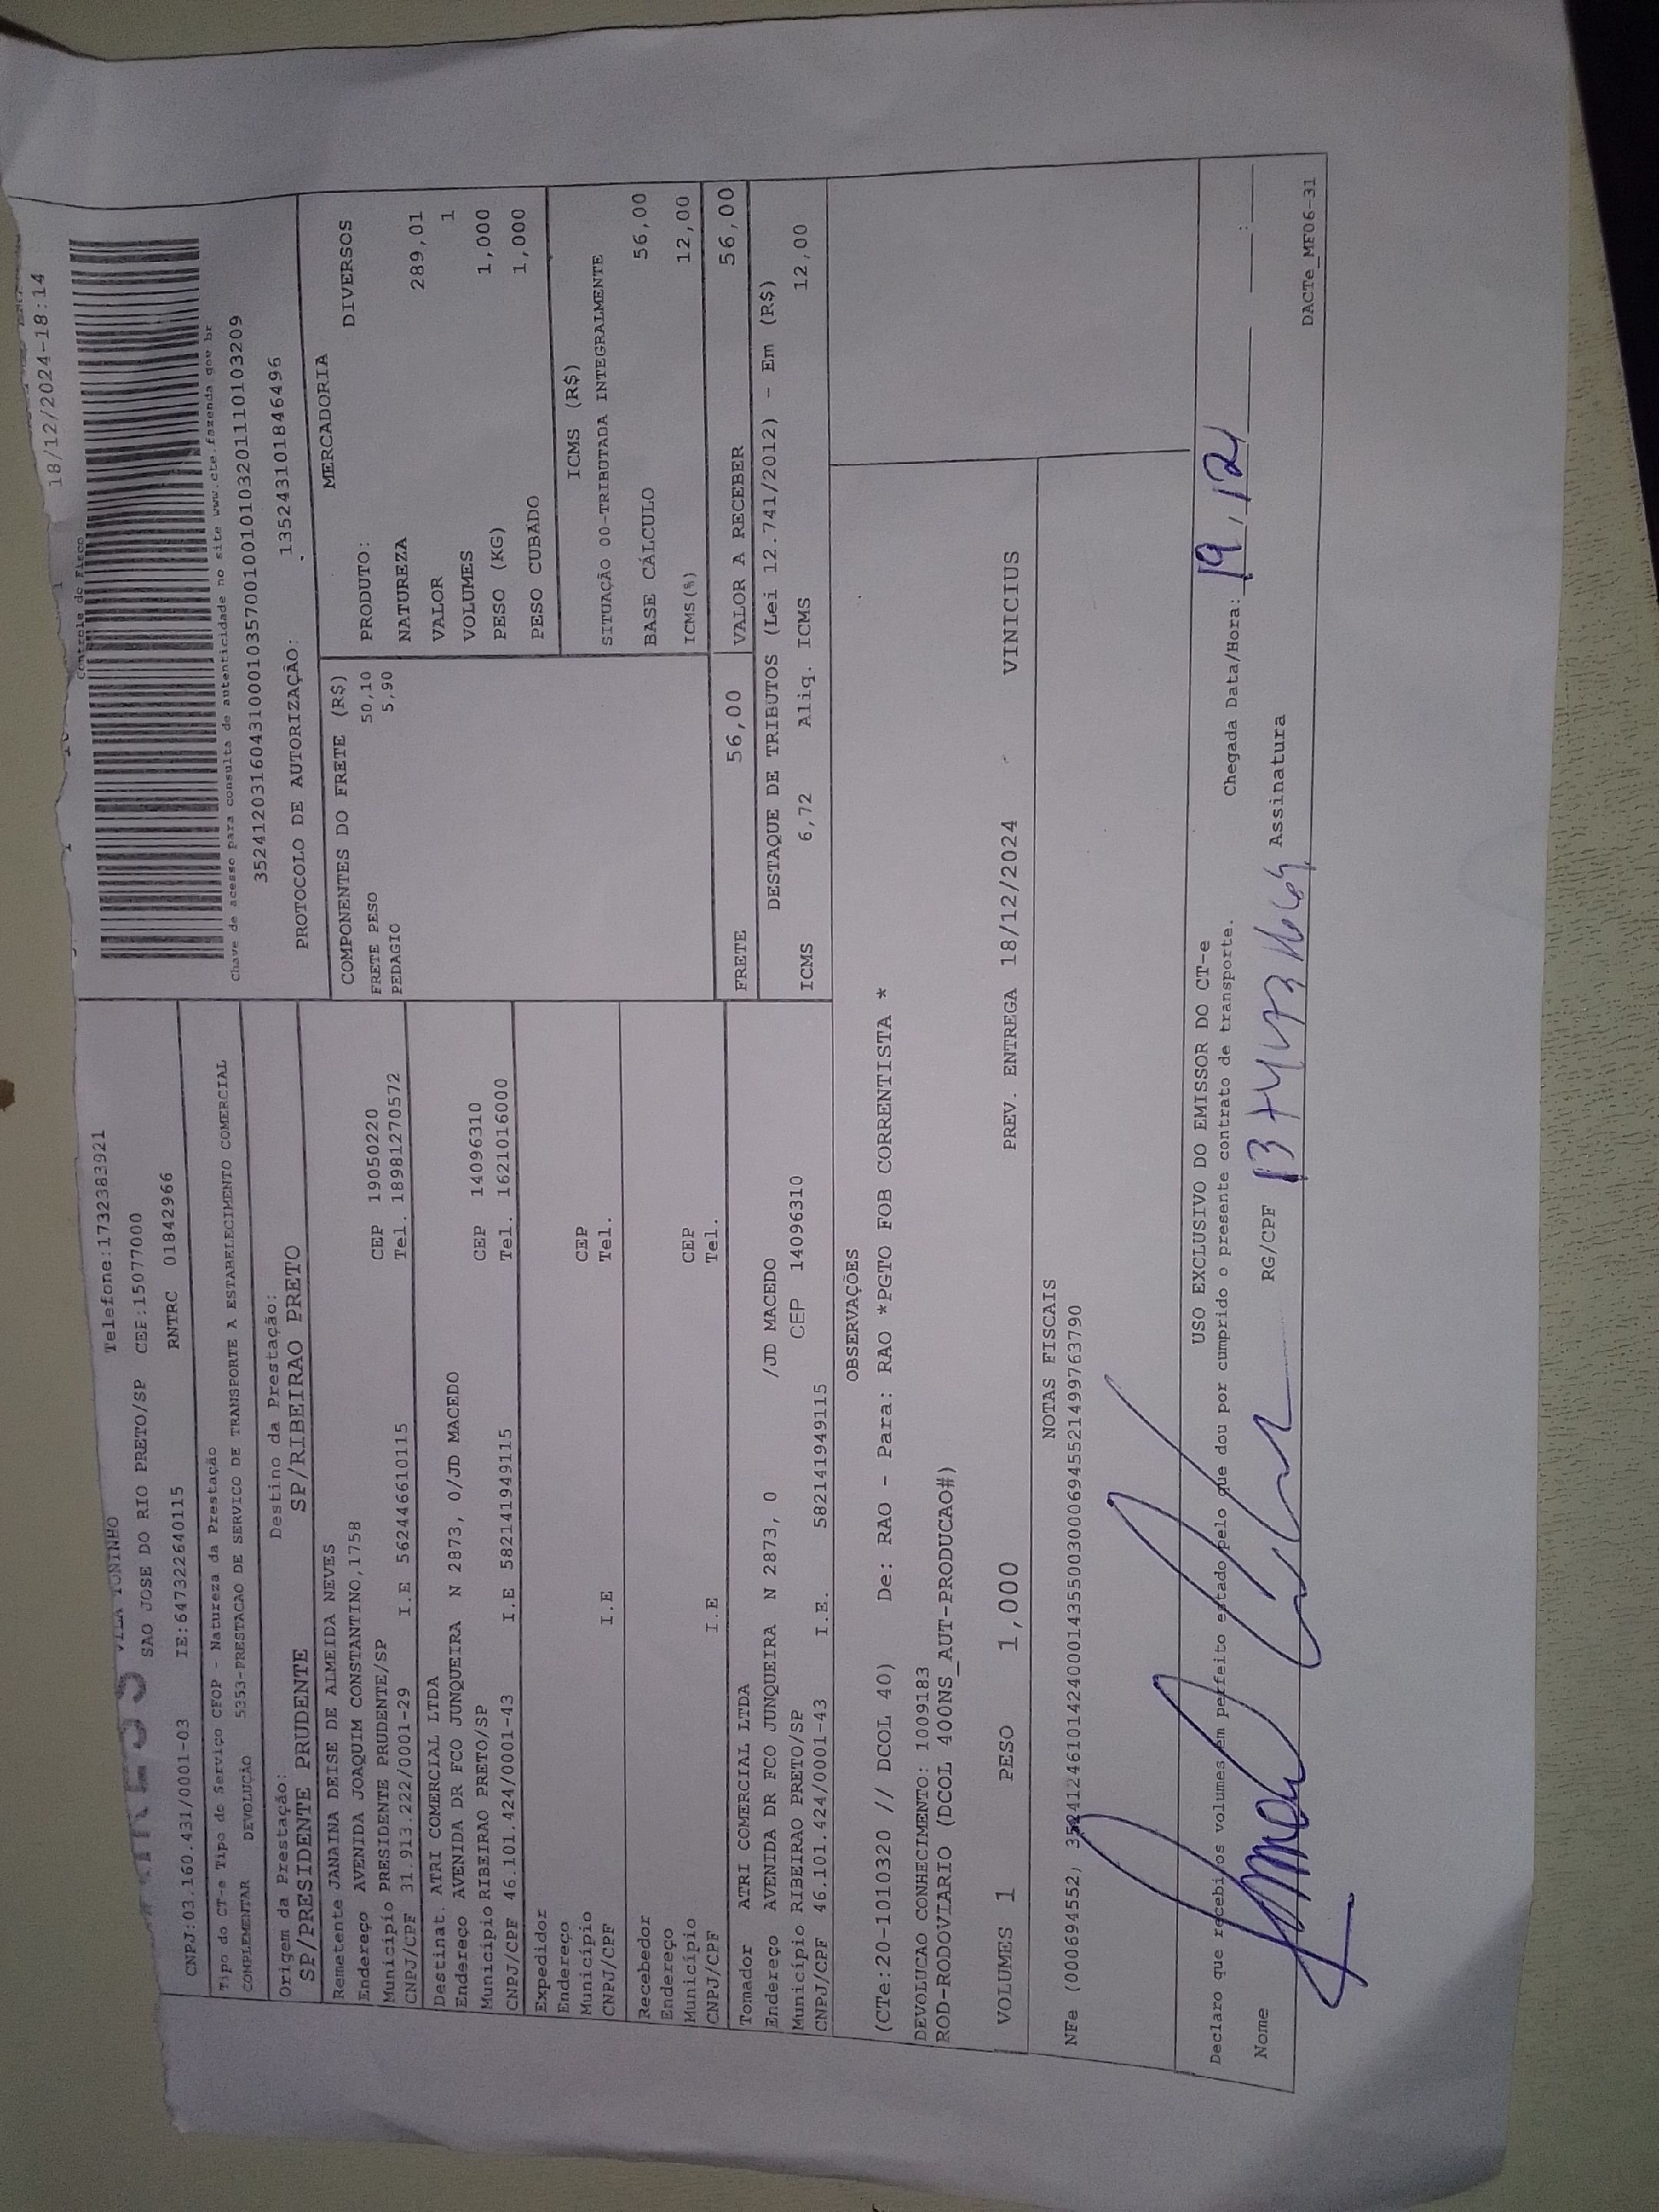 18/12/2024-18:14
VILA TONINHO Telefone:1732383921
SAO JOSE DO RIO PRETO/SP CEP:15077000
CNPJ:03.160.431/0001-03 IE:647322640115 RNTRC 01842966
Controle do Fisco
Chave de acesso para consulta de autenticidade no site www.cte.fazenda gov br
35241203160431000103570010010103201110103209
PROTOCOLO DE AUTORIZAÇÃO: 135243101846496
Tipo do CT-e Tipo do Serviço CFOP - Natureza da Prestação
COMPLEMENTAR DEVOLUÇÃO 5353-PRESTACAO DE SERVICO DE TRANSPORTE A ESTABELECIMENTO COMERCIAL
Origem da Prestação: Destino da Prestação:
SP/PRESIDENTE PRUDENTE SP/RIBEIRAO PRETO
Remetente JANAINA DEISE DE ALMEIDA NEVES
Endereço AVENIDA/JOAQUIM CONSTANTINO,1758 CEP 19050220
Município PRESIDENTE PRUDENTE/SP Tel. 18981270572
CNPJ/CPF 31.913.222/0001-29 I.E 562446610115
Destinat. ATRI COMERCIAL LTDA
Endereço AVENIDA DR FCO JUNQUEIRA N 2873, 0/JD MACEDO
Município RIBEIRAO PRETO/SP CEP 14096310
CNPJ/CPF 46.101.424/0001-43 I.E 582141949115 Tel. 1621016000
Expedidor
Endereço
Município CEP
CNPJ/CPF I.E Tel.
Recebedor
Endereço
Município CEP
CNPJ/CPF I.E Tel.
Tomador ATRI COMERCIAL LTDA
Endereço AVENIDA DR FCO JUNQUEIRA N 2873, 0 /JD MACEDO
Município RIBEIRAO PRETO/SP CEP 14096310
CNPJ/CPF 46.101.424/0001-43 I.E. 582141949115
COMPONENTES DO FRETE (R$)
FRETE PESO 50,10
PEDAGIO 5,90
MERCADORIA
PRODUTO: DIVERSOS
NATUREZA
VALOR 289,01
VOLUMES 1
PESO (KG) 1,000
PESO CUBADO 1,000
ICMS (R$)
SITUAÇÃO 00-TRIBUTADA INTEGRALMENTE
BASE CÁLCULO 56,00
ICMS(%) 12,00
FRETE 56,00 VALOR A RECEBER 56,00
DESTAQUE DE TRIBUTOS (Lei 12.741/2012) - Em (R$)
ICMS 6,72 Aliq. ICMS 12,00
OBSERVAÇÕES
(CTe:20-1010320 // DCOL 40) De: RAO - Para: RAO *PGTO FOB CORRENTISTA *
DEVOLUCAO CONHECIMENTO: 1009183
ROD-RODOVIARIO (DCOL 400NS_AUT-PRODUCAO#)
VOLUMES 1 PESO 1,000 PREV. ENTREGA 18/12/2024 VINICIUS
NOTAS FISCAIS
NFe (000694552, 35241246101424000143550030006945521499763790
USO EXCLUSIVO DO EMISSOR DO CT-e
Declaro que recebi os volumes em perfeito estado pelo que dou por cumprido o presente contrato de transporte. Chegada Data/Hora: 19/12/ :
Nome RG/CPF Assinatura
DACTe_MF06-31